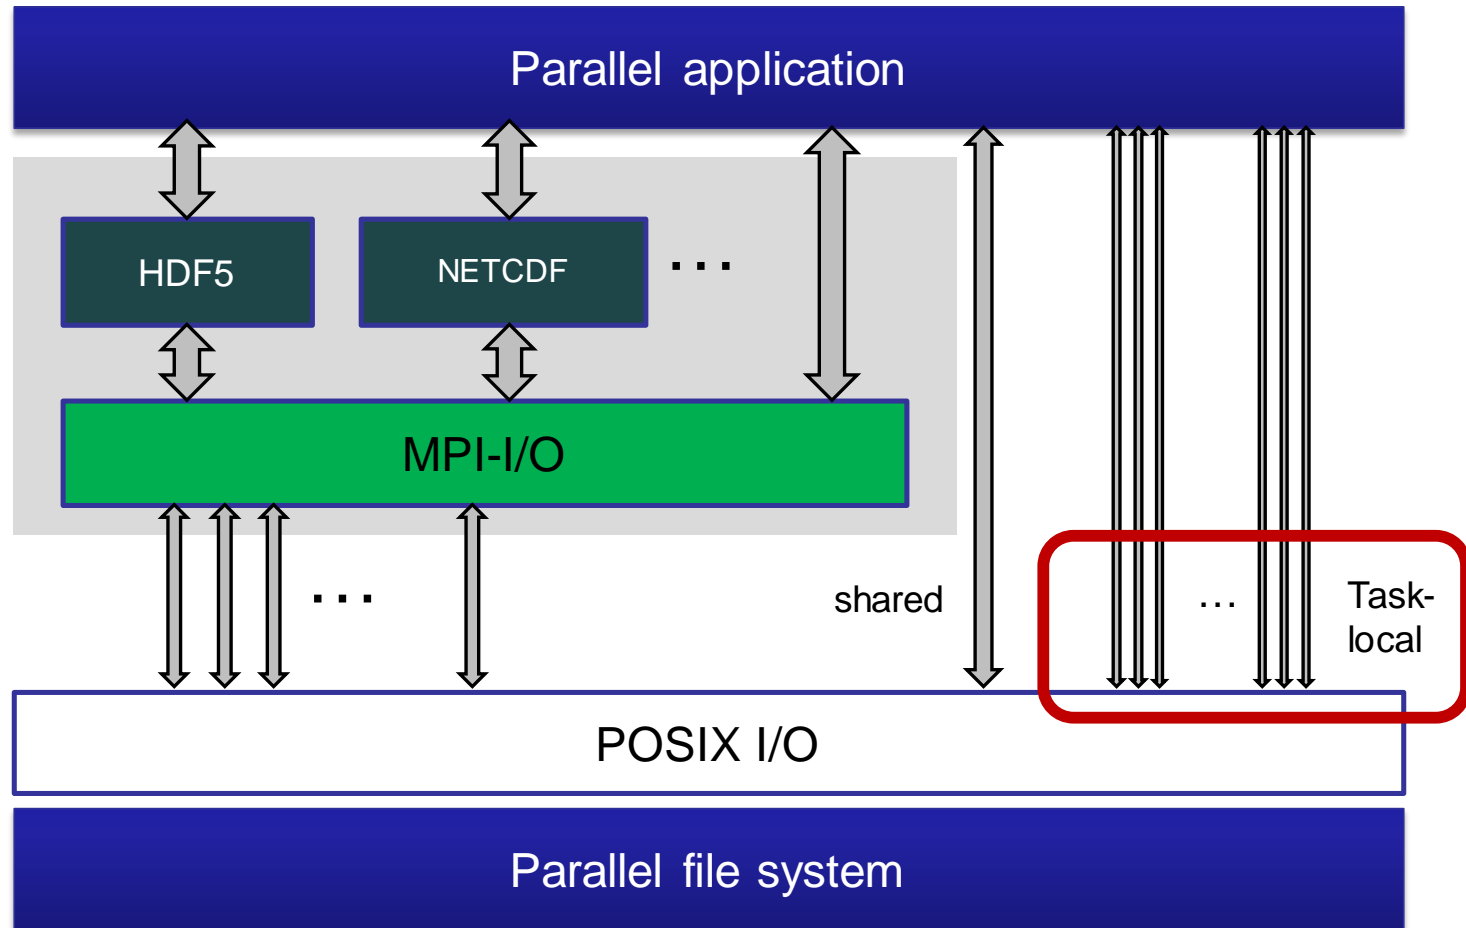 Parallel application
HDF5
NETCDF
...
MPI-I/O
...
shared
...
Task-
local
POSIX I/O
Parallel file system